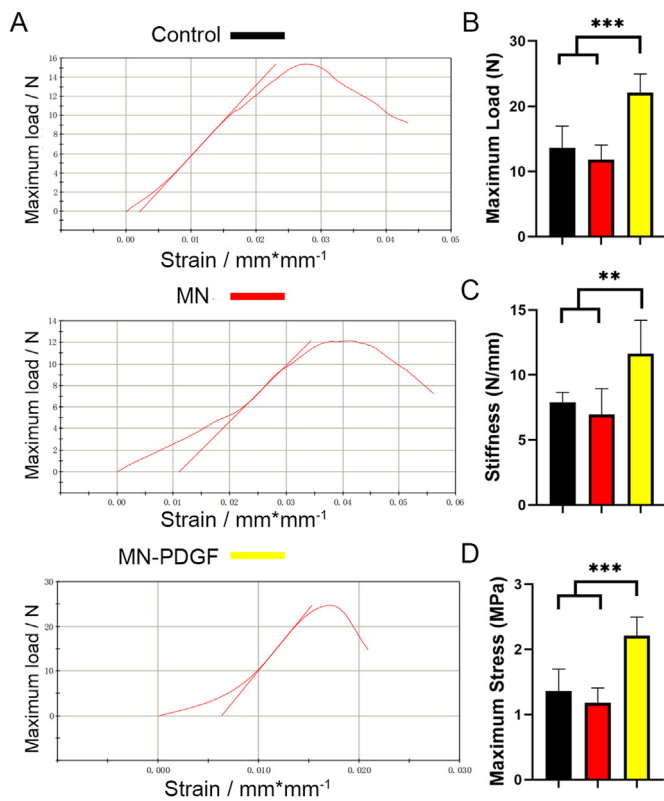 A
Control
Maximum load / N
16
14
12
10
8
6
4
2
0
0.00 0.01 0.02 0.03 0.04 0.05
Strain / mm*mm-1
MN
Maximum load / N
14
12
10
8
6
4
2
0
0.00 0.01 0.02 0.03 0.04 0.05 0.06
Strain / mm*mm-1
MN-PDGF
Maximum load / N
30
20
10
0
0.000 0.010 0.020 0.030
Strain / mm*mm-1
B
***
Maximum Load (N)
30
20
10
0
C
**
Stiffness (N/mm)
15
10
5
0
D
***
Maximum Stress (MPa)
3
2
1
0